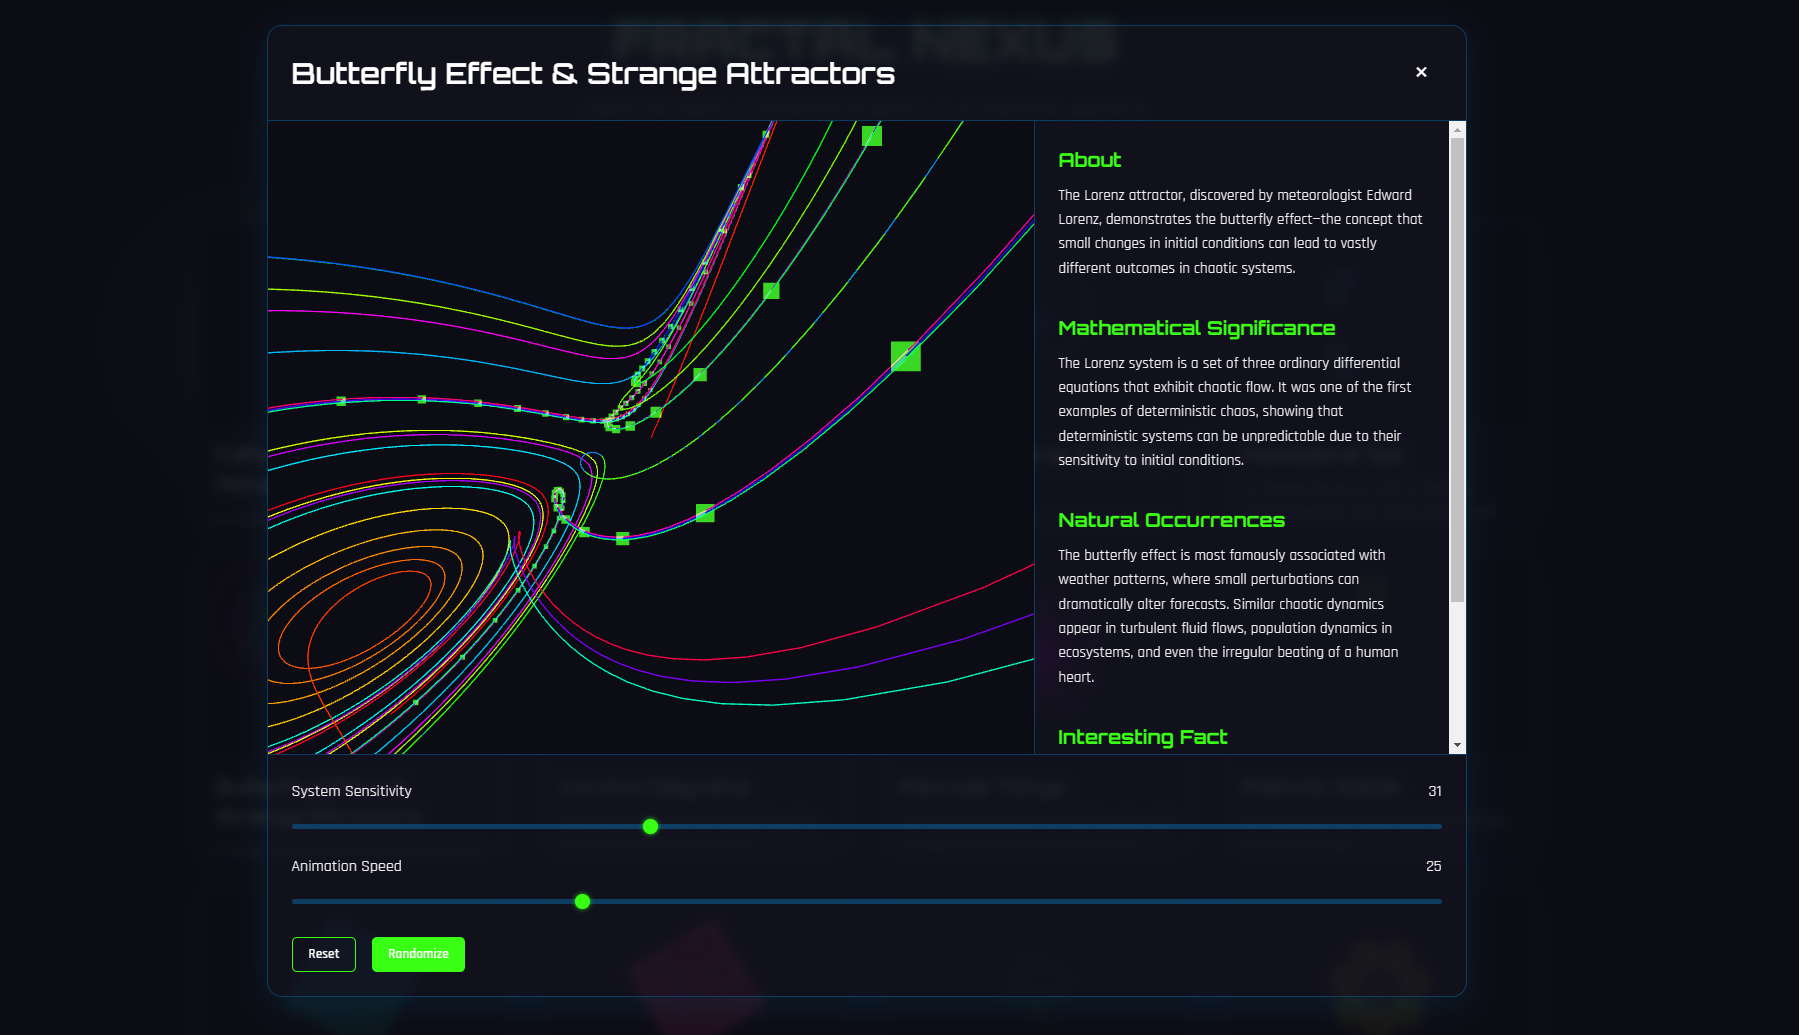 FRACTAL NEXUS
Butterfly Effect & Strange Attractors
×
About
The Lorenz attractor, discovered by meteorologist Edward
Lorenz, demonstrates the butterfly effect—the concept that
small changes in initial conditions can lead to vastly
different outcomes in chaotic systems.
Mathematical Significance
The Lorenz system is a set of three ordinary differential
equations that exhibit chaotic flow. It was one of the first
examples of deterministic chaos, showing that
deterministic systems can be unpredictable due to their
sensitivity to initial conditions.
Natural Occurrences
The butterfly effect is most famously associated with
weather patterns, where small perturbations can
dramatically alter forecasts. Similar chaotic dynamics
appear in turbulent fluid flows, population dynamics in
ecosystems, and even the irregular beating of a human
heart.
Interesting Fact
System Sensitivity
31
Animation Speed
25
Reset
Randomize